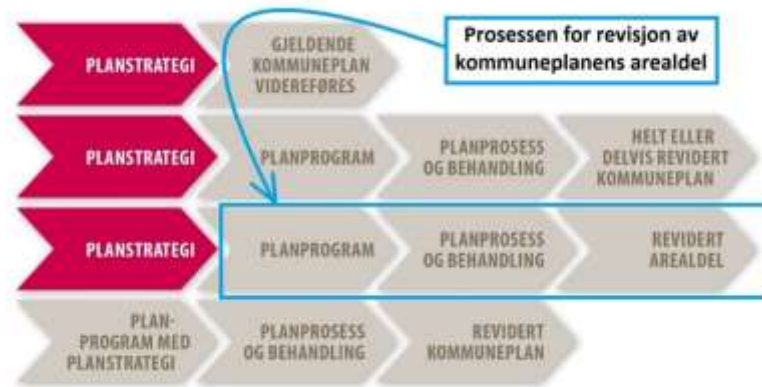 Prosessen for revisjon av
kommuneplanens arealdel
PLANSTRATEGI
GJELDENDE
KOMMUNEPLAN
VIDEREFØRES
PLANSTRATEGI
PLANPROGRAM
PLANPROSESS
OG BEHANDLING
HELT ELLER
DELVIS REVIDERT
KOMMUNEPLAN
PLANSTRATEGI
PLANPROGRAM
PLANPROSESS
OG BEHANDLING
REVIDERT
AREALDEL
PLAN-
PROGRAM MED
PLANSTRATEGI
PLANPROSESS
OG BEHANDLING
REVIDERT
KOMMUNEPLAN